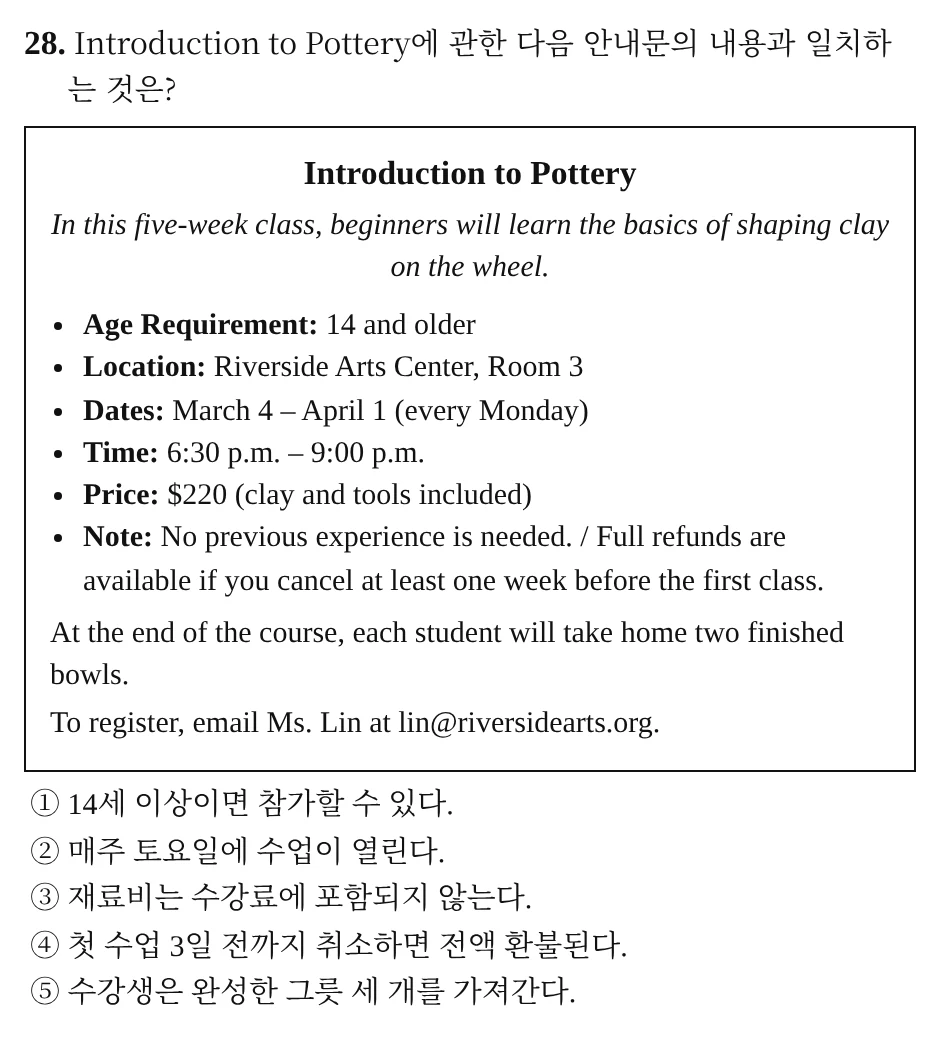 28. Introduction to Pottery에 관한 다음 안내문의 내용과 일치하
는 것은?
Introduction to Pottery
In this five-week class, beginners will learn the basics of shaping clay
on the wheel.
• Age Requirement: 14 and older
• Location: Riverside Arts Center, Room 3
• Dates: March 4 – April 1 (every Monday)
• Time: 6:30 p.m. – 9:00 p.m.
• Price: $220 (clay and tools included)
• Note: No previous experience is needed. / Full refunds are
available if you cancel at least one week before the first class.
At the end of the course, each student will take home two finished
bowls.
To register, email Ms. Lin at lin@riversidearts.org.
① 14세 이상이면 참가할 수 있다.
② 매주 토요일에 수업이 열린다.
③ 재료비는 수강료에 포함되지 않는다.
④ 첫 수업 3일 전까지 취소하면 전액 환불된다.
⑤ 수강생은 완성한 그릇 세 개를 가져간다.